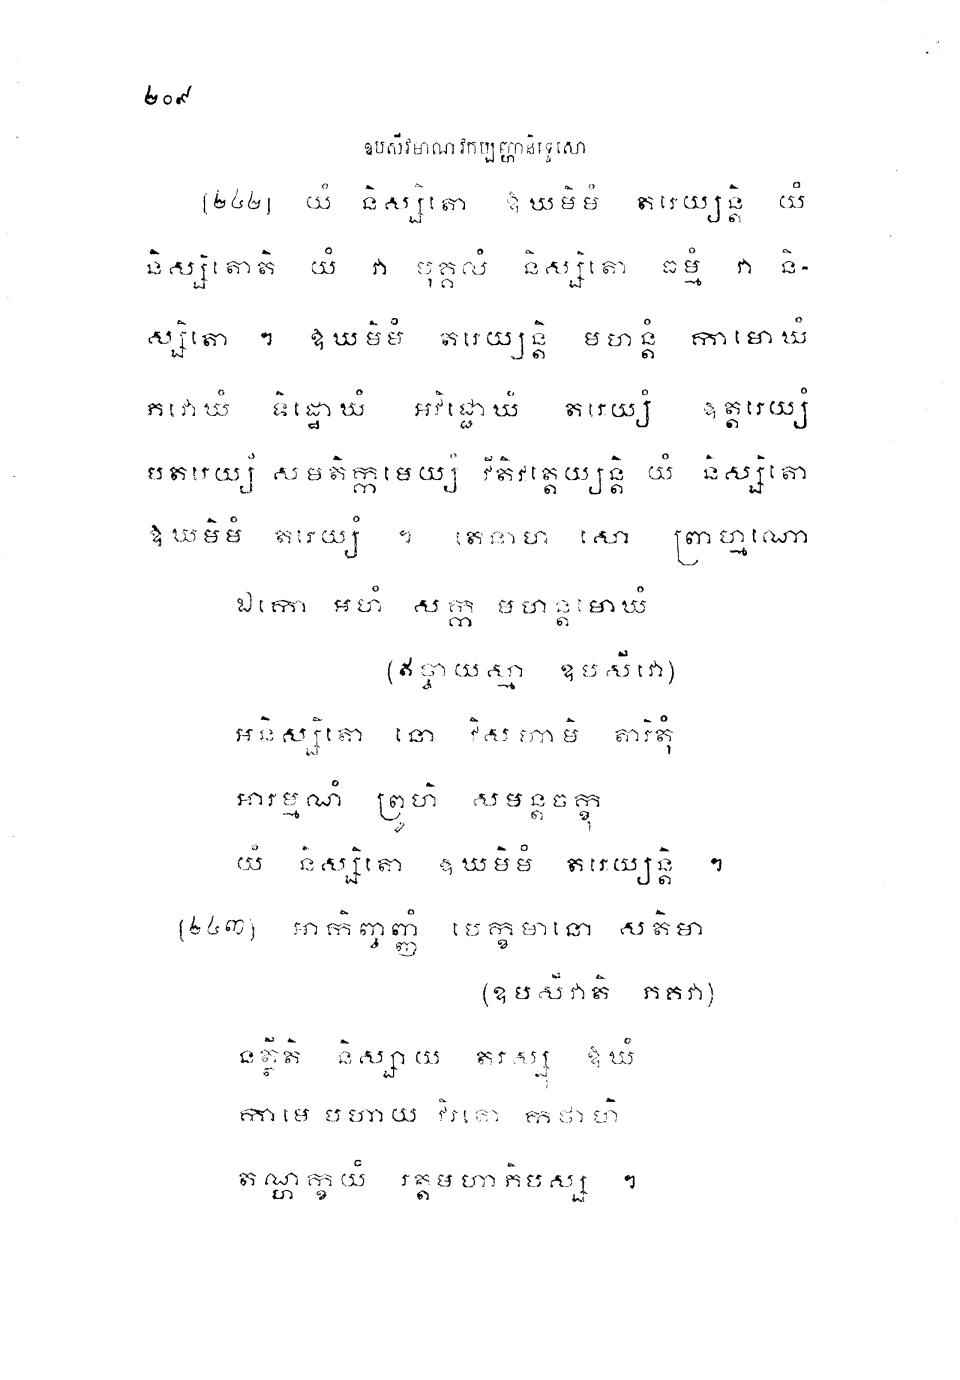 ២០៩
ឧបសីវមាណវកប្បញ្ហានិទ្ទេសោ
(២៤២) យំ និស្សិតោ ឱឃមិមំ តរេយ្យន្តិ យំ
និស្សិតោតិ យំ វា បុគ្គលំ និស្សិតោ ធម្មំ វា និ-
ស្សិតោ ។ ឱឃមិមំ តរេយ្យន្តិ មហន្តំ កាមោឃំ
ភវោឃំ ទិដ្ឋោឃំ អវិជ្ជោឃំ តរេយ្យំ ឧត្តរេយ្យំ
បតរេយ្យំ សមតិក្កមេយ្យំ វីតិវត្តេយ្យន្តិ យំ និស្សិតោ
ឱឃមិមំ តរេយ្យំ ។ តេនាហ សោ ព្រាហ្មណោ
ឯកោ អហំ សក្ក មហន្តមោឃំ
(ឥច្ចាយស្មា ឧបសីវោ)
អនិស្សិតោ នោ វិសហាមិ តារិតុំ
អារម្មណំ ព្រូហិ សមន្តចក្ខុ
យំ និស្សិតោ ឱឃមិមំ តរេយ្យន្តិ ។
(២៤៣) អាកិញ្ចញ្ញំ បេក្ខមានោ សតិមា
(ឧបសីវាតិ ភគវា)
នត្ថីតិ និស្សាយ តរស្សុ ឱឃំ
កាមេ បហាយ វិរតោ កថាហិ
តណ្ហក្ខយំ រត្តមហាភិបស្ស ។